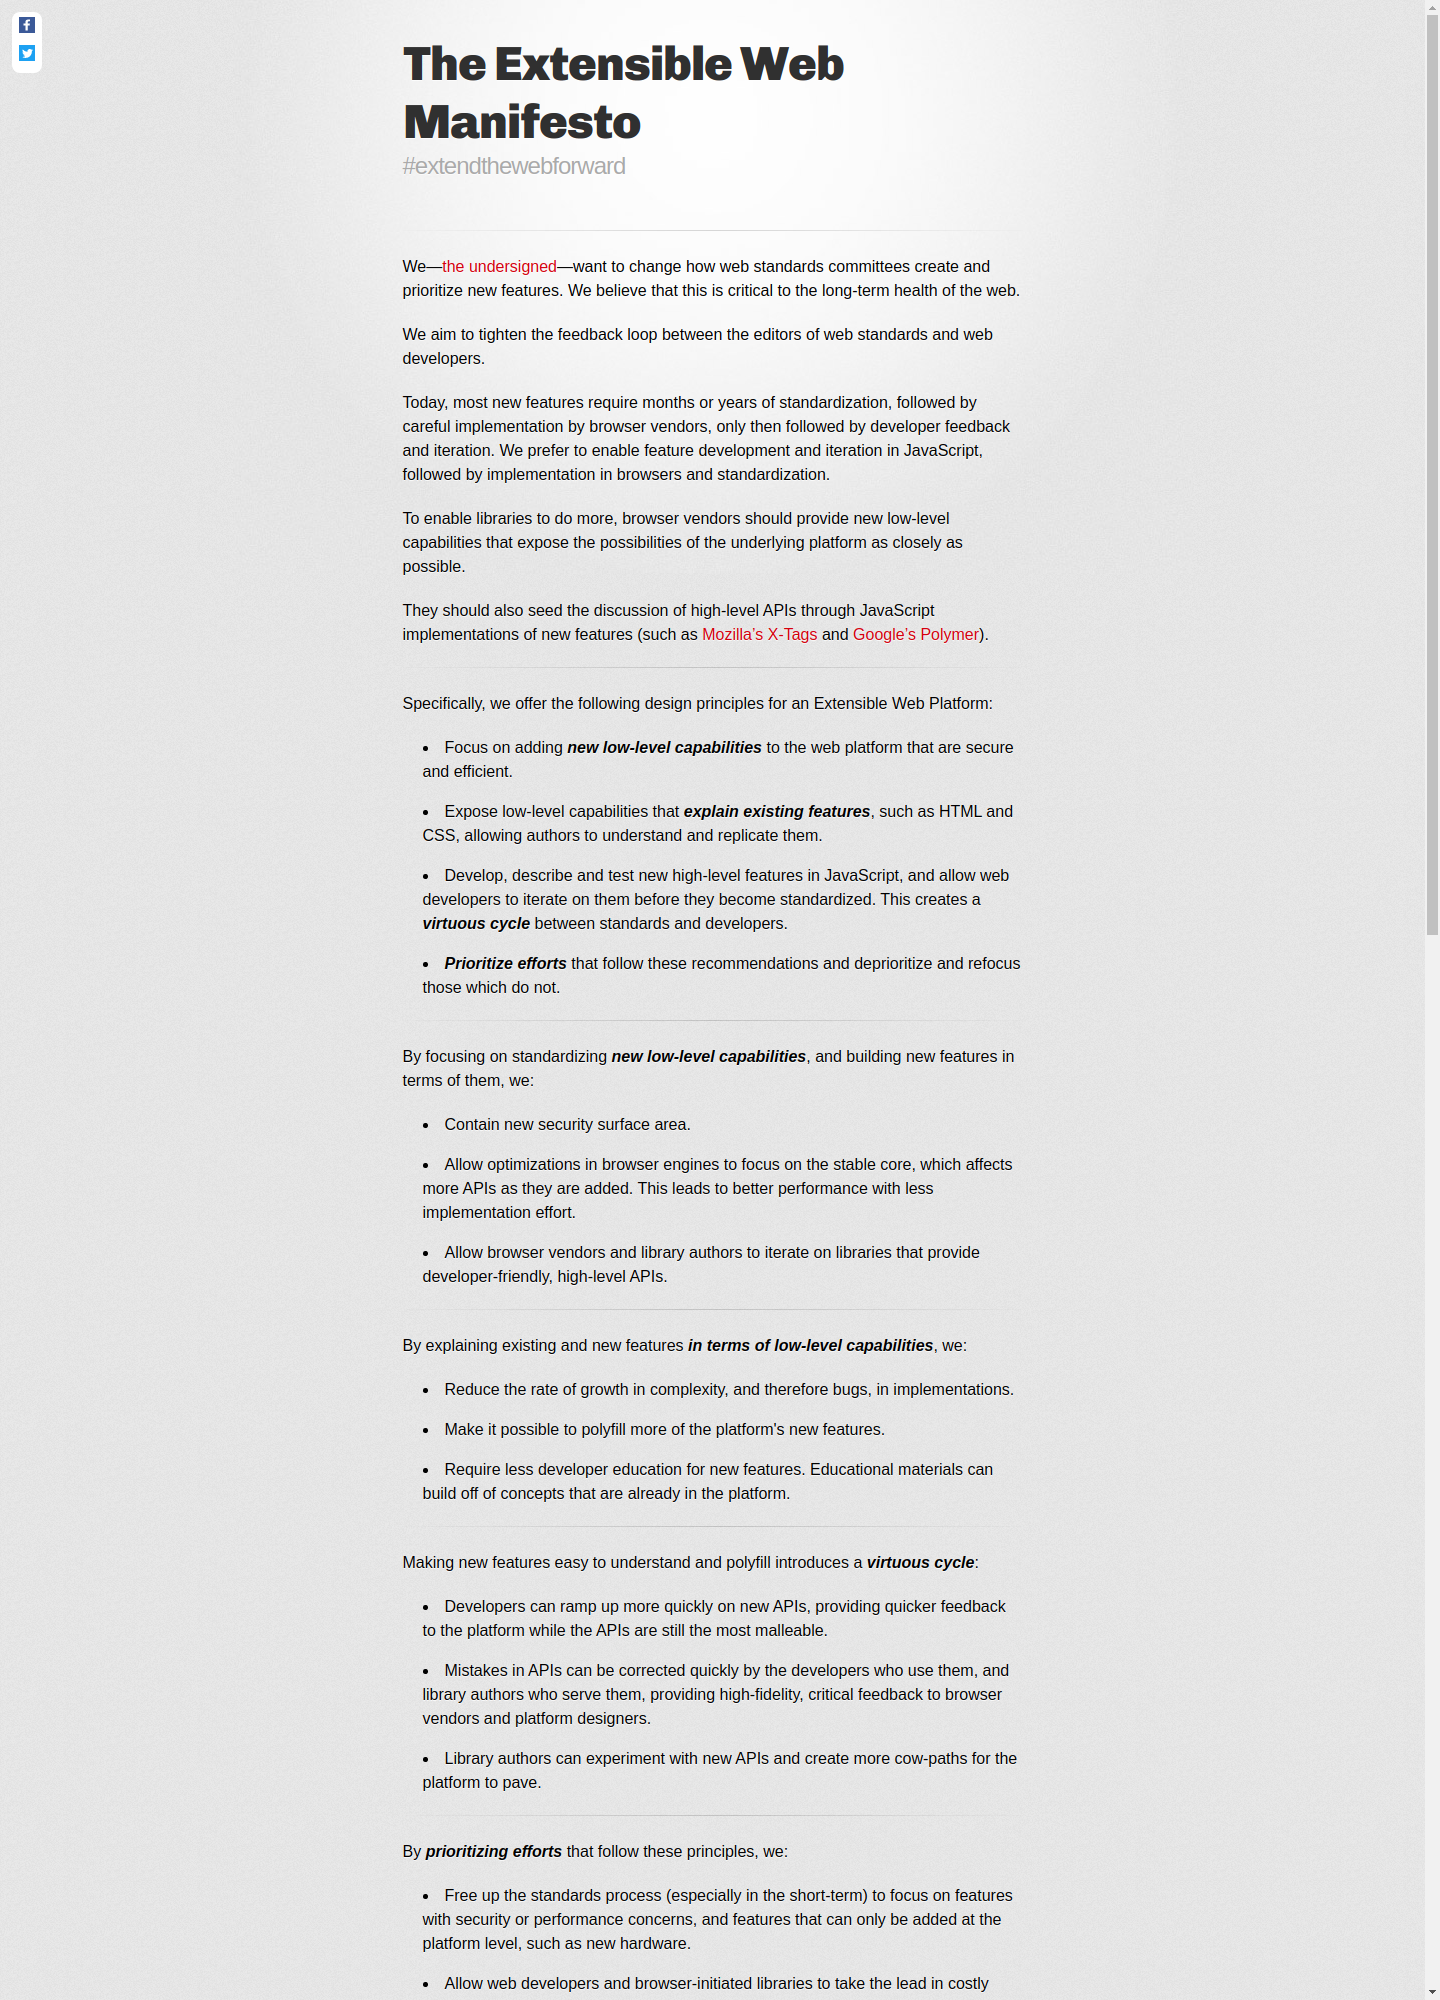 The Extensible Web
Manifesto
#extendthewebforward
We—the undersigned—want to change how web standards committees create and
prioritize new features. We believe that this is critical to the long-term health of the web.
We aim to tighten the feedback loop between the editors of web standards and web
developers.
Today, most new features require months or years of standardization, followed by
careful implementation by browser vendors, only then followed by developer feedback
and iteration. We prefer to enable feature development and iteration in JavaScript,
followed by implementation in browsers and standardization.
To enable libraries to do more, browser vendors should provide new low-level
capabilities that expose the possibilities of the underlying platform as closely as
possible.
They should also seed the discussion of high-level APIs through JavaScript
implementations of new features (such as Mozilla’s X-Tags and Google’s Polymer).
Specifically, we offer the following design principles for an Extensible Web Platform:
• Focus on adding new low-level capabilities to the web platform that are secure
and efficient.
• Expose low-level capabilities that explain existing features, such as HTML and
CSS, allowing authors to understand and replicate them.
• Develop, describe and test new high-level features in JavaScript, and allow web
developers to iterate on them before they become standardized. This creates a
virtuous cycle between standards and developers.
• Prioritize efforts that follow these recommendations and deprioritize and refocus
those which do not.
By focusing on standardizing new low-level capabilities, and building new features in
terms of them, we:
• Contain new security surface area.
• Allow optimizations in browser engines to focus on the stable core, which affects
more APIs as they are added. This leads to better performance with less
implementation effort.
• Allow browser vendors and library authors to iterate on libraries that provide
developer-friendly, high-level APIs.
By explaining existing and new features in terms of low-level capabilities, we:
• Reduce the rate of growth in complexity, and therefore bugs, in implementations.
• Make it possible to polyfill more of the platform's new features.
• Require less developer education for new features. Educational materials can
build off of concepts that are already in the platform.
Making new features easy to understand and polyfill introduces a virtuous cycle:
• Developers can ramp up more quickly on new APIs, providing quicker feedback
to the platform while the APIs are still the most malleable.
• Mistakes in APIs can be corrected quickly by the developers who use them, and
library authors who serve them, providing high-fidelity, critical feedback to browser
vendors and platform designers.
• Library authors can experiment with new APIs and create more cow-paths for the
platform to pave.
By prioritizing efforts that follow these principles, we:
• Free up the standards process (especially in the short-term) to focus on features
with security or performance concerns, and features that can only be added at the
platform level, such as new hardware.
• Allow web developers and browser-initiated libraries to take the lead in costly